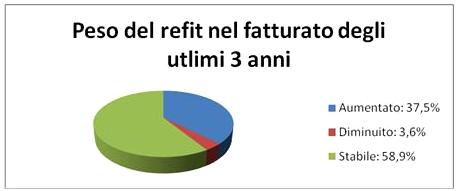 Peso del refit nel fatturato degli
utlimi 3 anni
Aumentato: 37,5%
Diminuito: 3,6%
Stabile: 58,9%